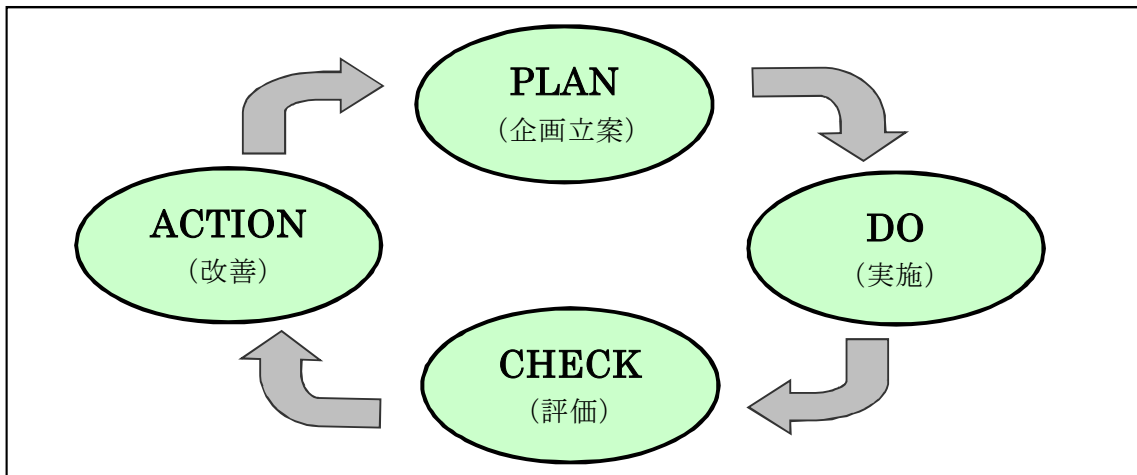 PLAN
（企画立案）
DO
（実施）
CHECK
（評価）
ACTION
（改善）